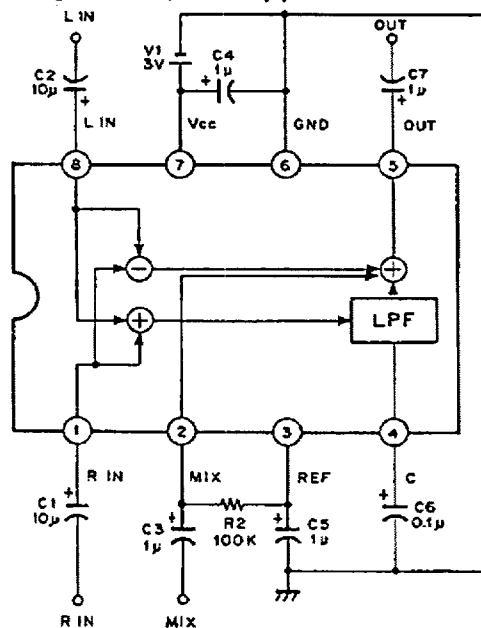 L IN
OUT
C2
10μ
V1
3V
C4
1μ
C7
1μ
+
+
+
L IN
Vcc
GND
OUT
8
7
6
5
−
+
+
LPF
1
2
3
4
R IN
MIX
REF
C
C1
10μ
+
C3
1μ
+
R2
100K
+
C5
1μ
+
C6
0.1μ
R IN
MIX